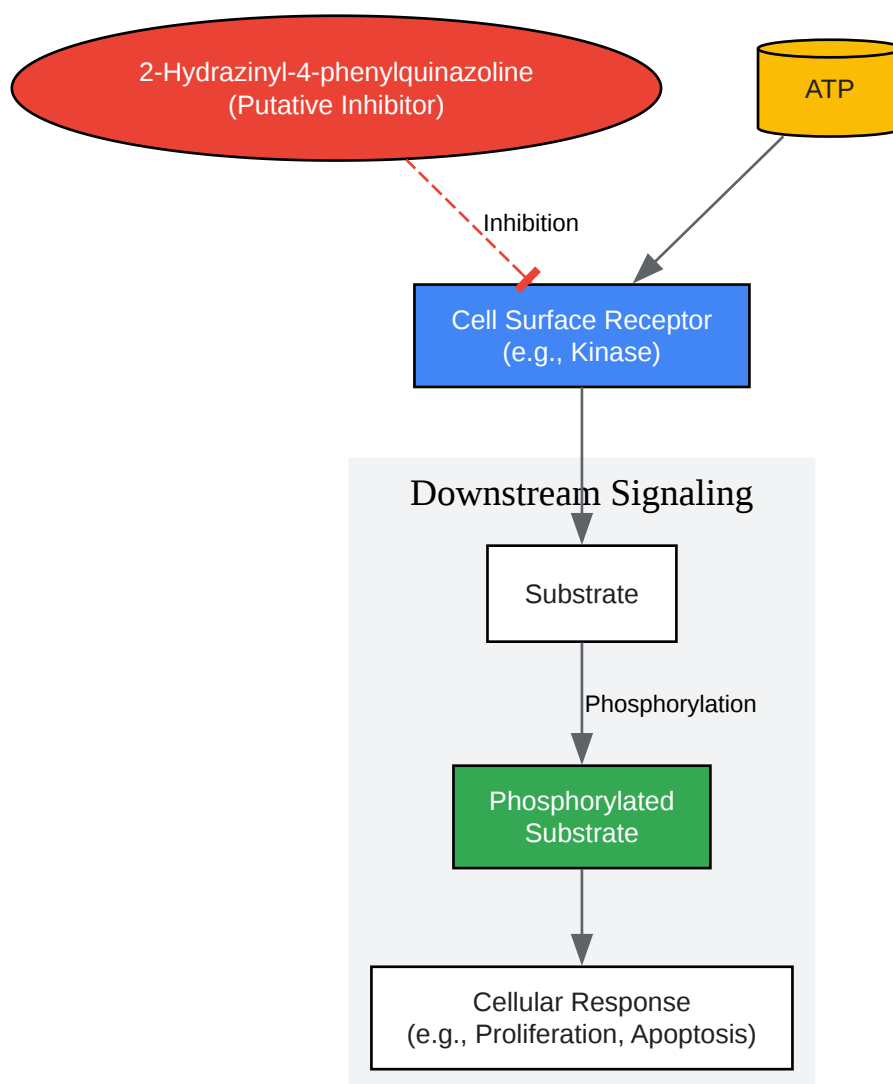 2-Hydrazinyl-4-phenylquinazoline
(Putative Inhibitor)
ATP
Inhibition
Cell Surface Receptor
(e.g., Kinase)
Downstream Signaling
Substrate
Phosphorylation
Phosphorylated
Substrate
Cellular Response
(e.g., Proliferation, Apoptosis)